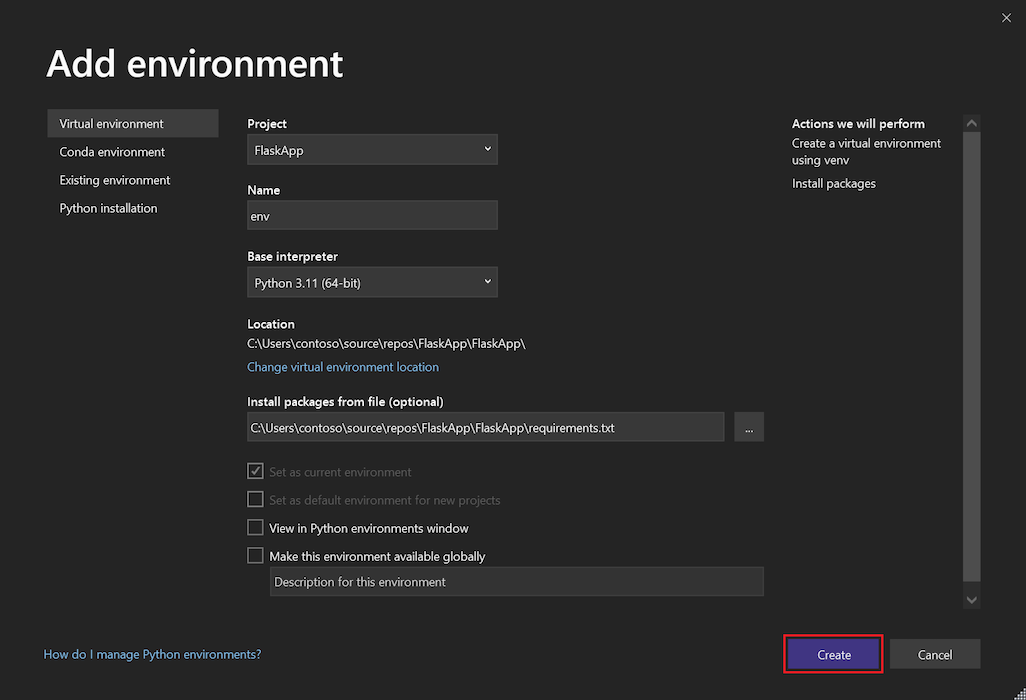 Add environment
Virtual environment
Conda environment
Existing environment
Python installation
Project
FlaskApp
Name
env
Base interpreter
Python 3.11 (64-bit)
Location
C:\Users\contoso\source\repos\FlaskApp\FlaskApp\
Change virtual environment location
Install packages from file (optional)
C:\Users\contoso\source\repos\FlaskApp\FlaskApp\requirements.txt
...
Set as current environment
Set as default environment for new projects
View in Python environments window
Make this environment available globally
Description for this environment
Actions we will perform
Create a virtual environment
using venv
Install packages
How do I manage Python environments?
Create
Cancel